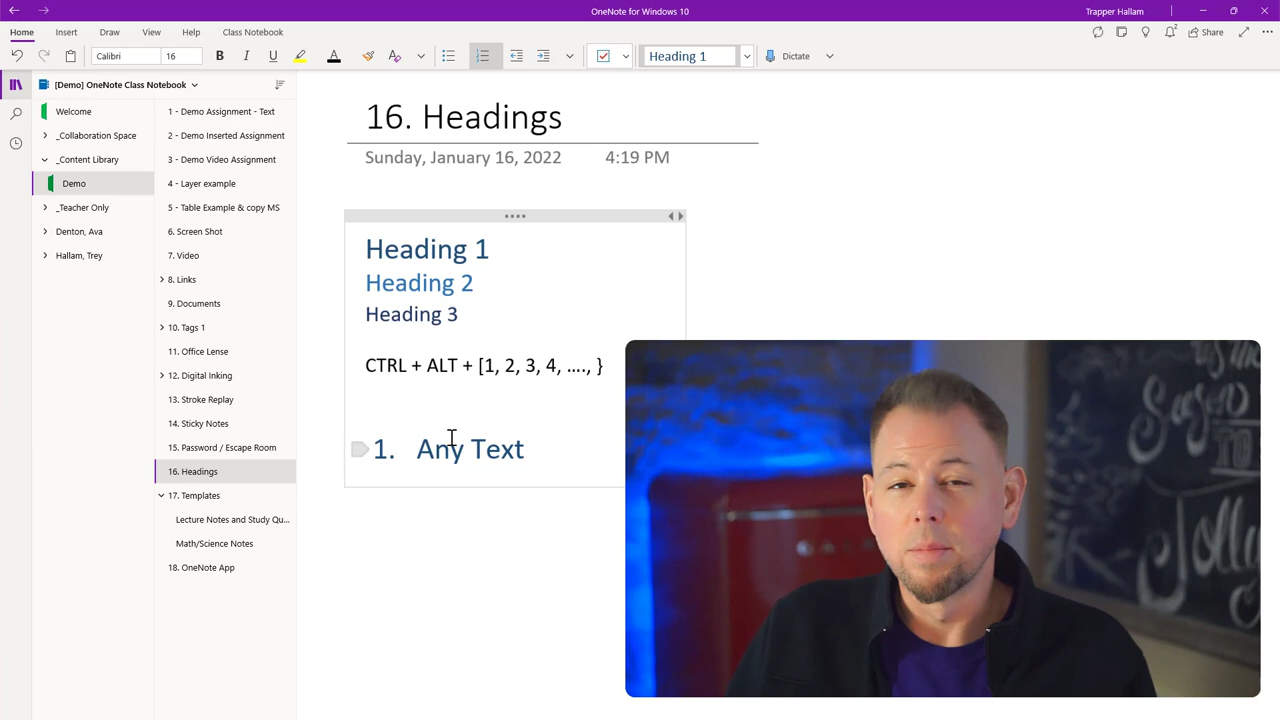 OneNote for Windows 10
Trapper Hallam
Home
Insert
Draw
View
Help
Class Notebook
Share
Calibri
16
B
I
U
A
Heading 1
Dictate
[Demo] OneNote Class Notebook
Welcome
_Collaboration Space
_Content Library
Demo
_Teacher Only
Denton, Ava
Hallam, Trey
1 - Demo Assignment - Text
2 - Demo Inserted Assignment
3 - Demo Video Assignment
4 - Layer example
5 - Table Example & copy MS
6. Screen Shot
7. Video
8. Links
9. Documents
10. Tags 1
11. Office Lense
12. Digital Inking
13. Stroke Replay
14. Sticky Notes
15. Password / Escape Room
16. Headings
17. Templates
Lecture Notes and Study Qu...
Math/Science Notes
18. OneNote App
16. Headings
Sunday, January 16, 2022
4:19 PM
Heading 1
Heading 2
Heading 3
CTRL + ALT + [1, 2, 3, 4, ...., }
1. Any Text
Season
TO
Jolly